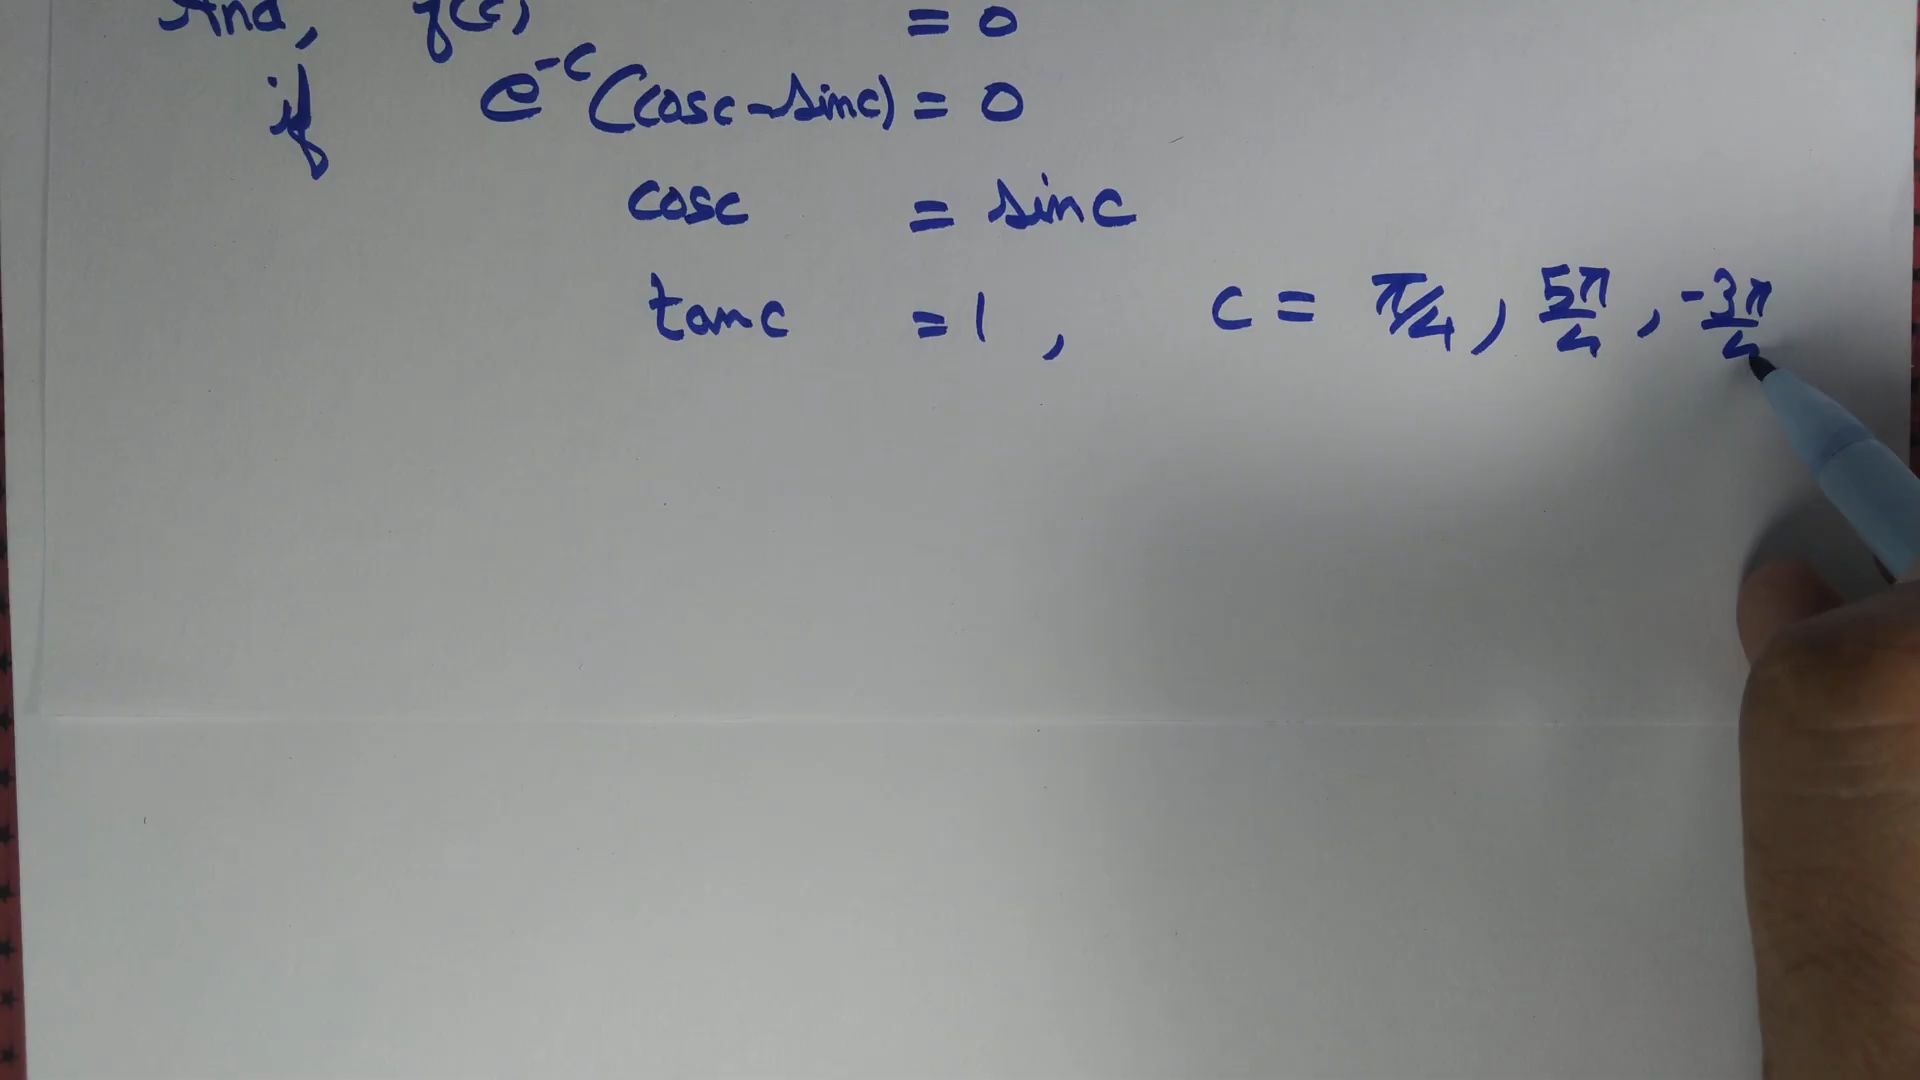 And, = 0
if e^{-c}(cosc - sinc) = 0
cosc = sinc
tanc = 1, c = π/4, 5π/4, -3π/4